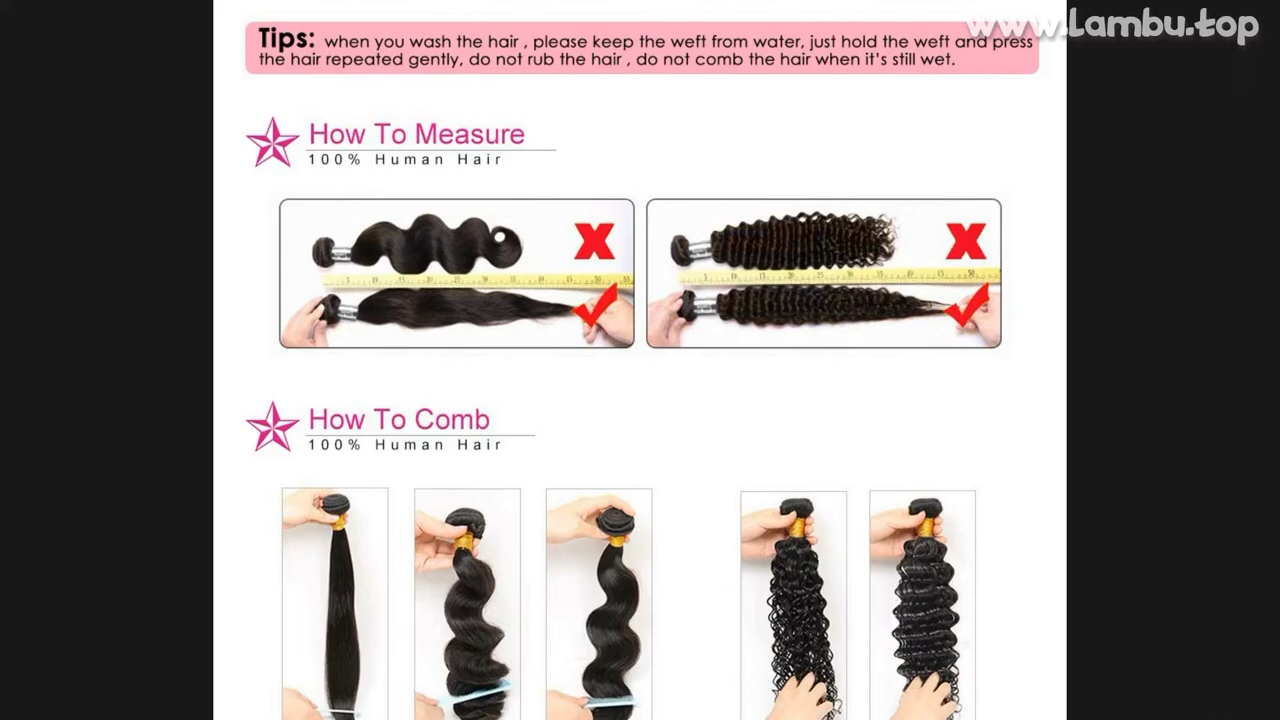 www.Lambu.top
Tips: when you wash the hair , please keep the weft from water, just hold the weft and press
the hair repeated gently, do not rub the hair , do not comb the hair when it's still wet.
How To Measure
100% Human Hair
X
X
How To Comb
100% Human Hair